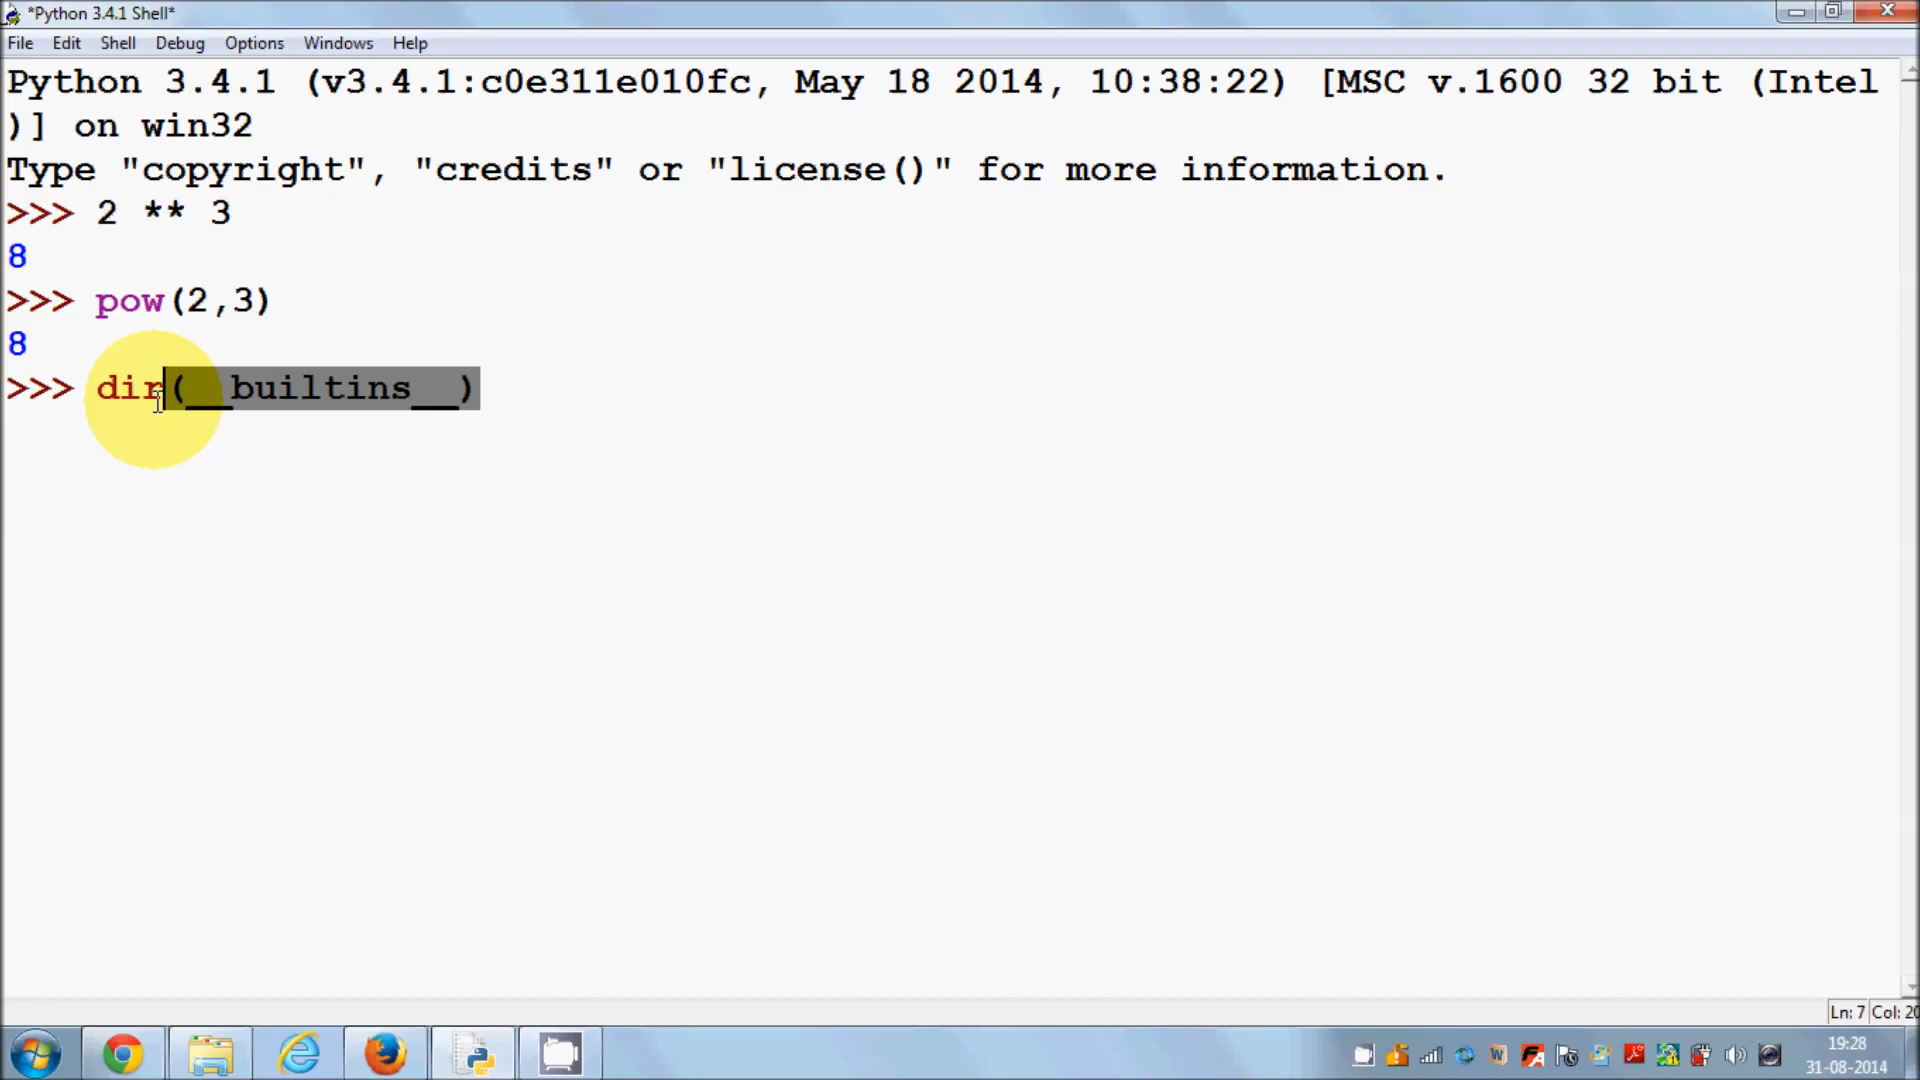 *Python 3.4.1 Shell*
File Edit Shell Debug Options Windows Help
Python 3.4.1 (v3.4.1:c0e311e010fc, May 18 2014, 10:38:22) [MSC v.1600 32 bit (Intel
)] on win32
Type "copyright", "credits" or "license()" for more information.
>>> 2 ** 3
8
>>> pow(2,3)
8
>>> dir(__builtins__)
Ln: 7 Col: 20
19:28
31-08-2014